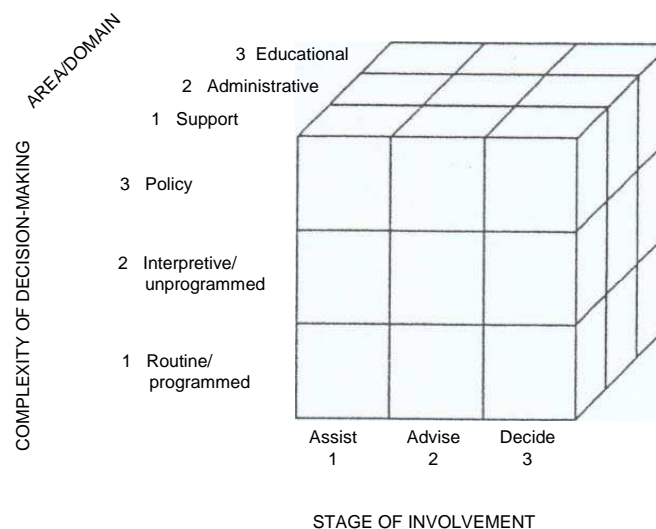 AREA/DOMAIN
3 Educational
2 Administrative
1 Support
COMPLEXITY OF DECISION-MAKING
3 Policy
2 Interpretive/
unprogrammed
1 Routine/
programmed
Assist Advise Decide
1 2 3
STAGE OF INVOLVEMENT